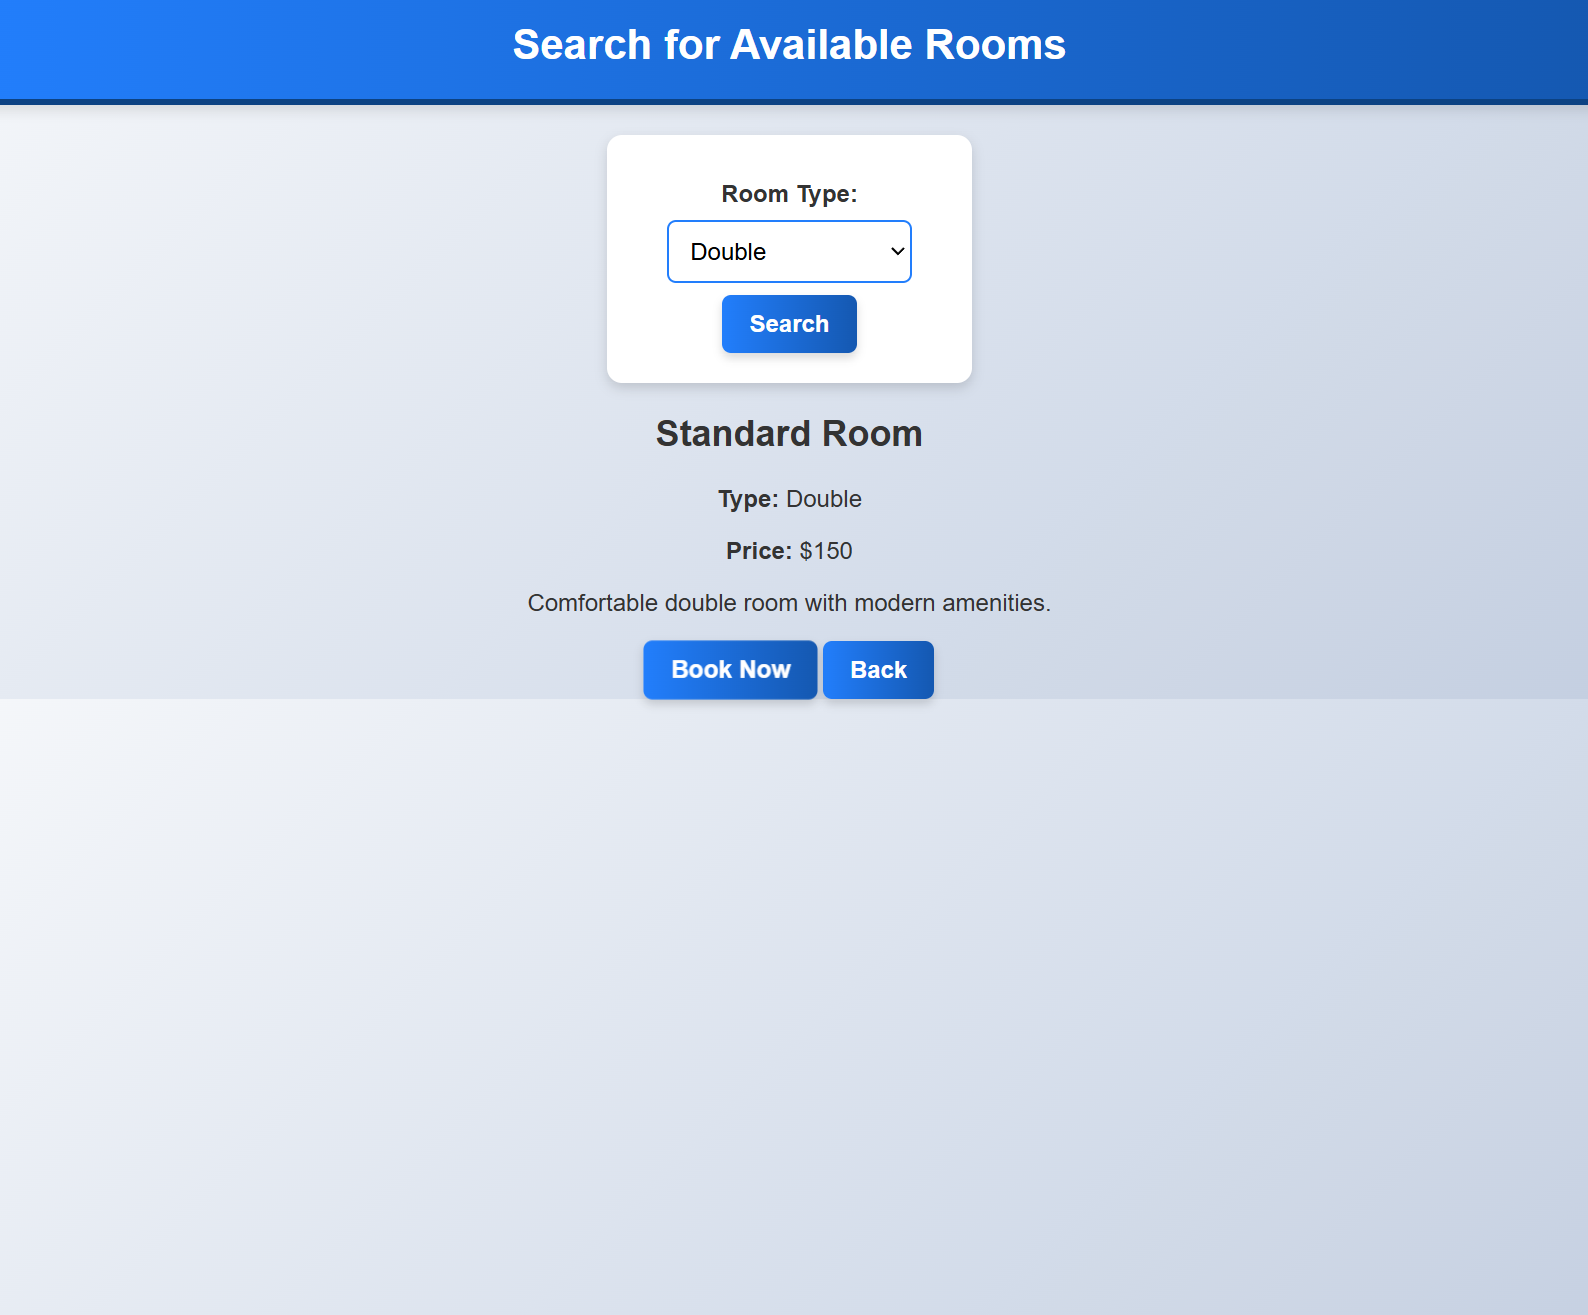 Search for Available Rooms
Room Type:
Double
Search
Standard Room
Type: Double
Price: $150
Comfortable double room with modern amenities.
Book Now Back